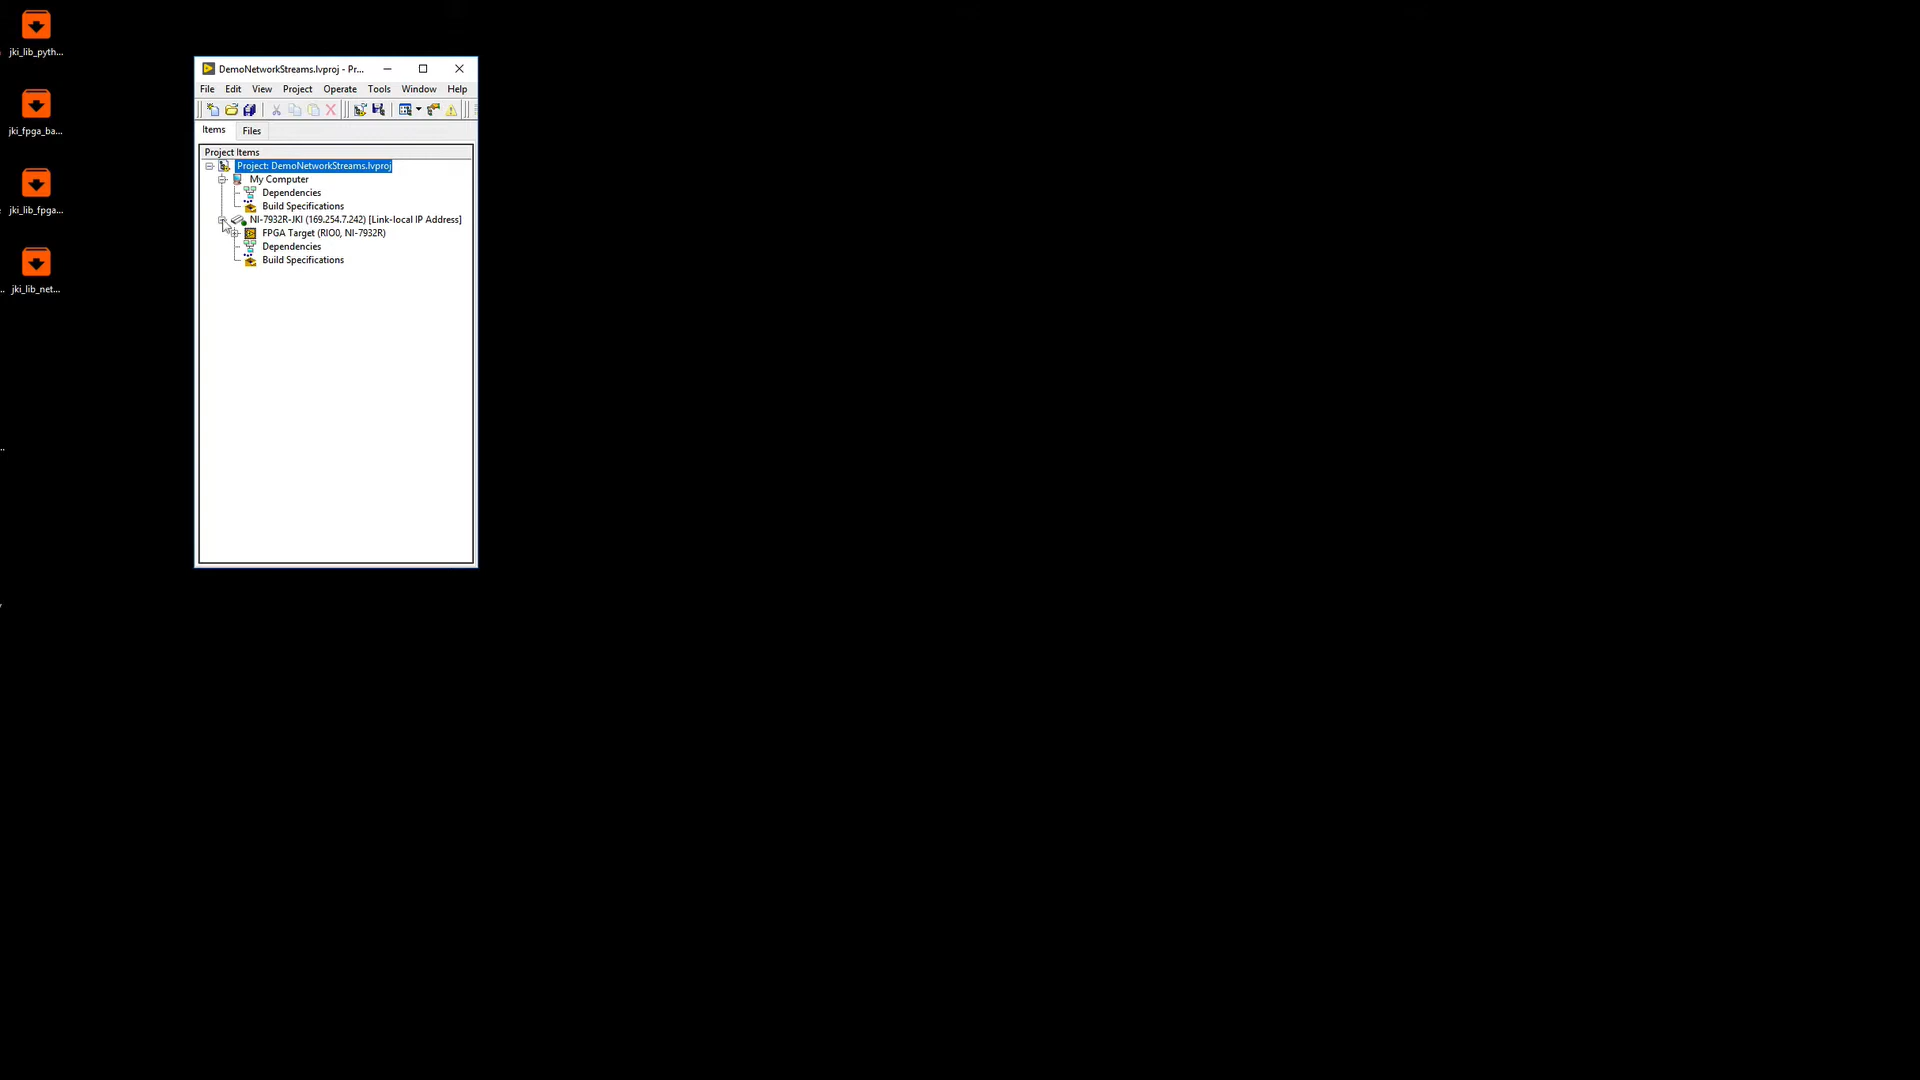 jki_lib_pyth...
jki_fpga_ba...
jki_lib_fpga...
jki_lib_net...
DemoNetworkStreams.lvproj - Pr...
File Edit View Project Operate Tools Window Help
Items Files
Project Items
Project: DemoNetworkStreams.lvproj
My Computer
Dependencies
Build Specifications
NI-7932R-JKI (169.254.7.242) [Link-local IP Address]
FPGA Target (RIO0, NI-7932R)
Dependencies
Build Specifications